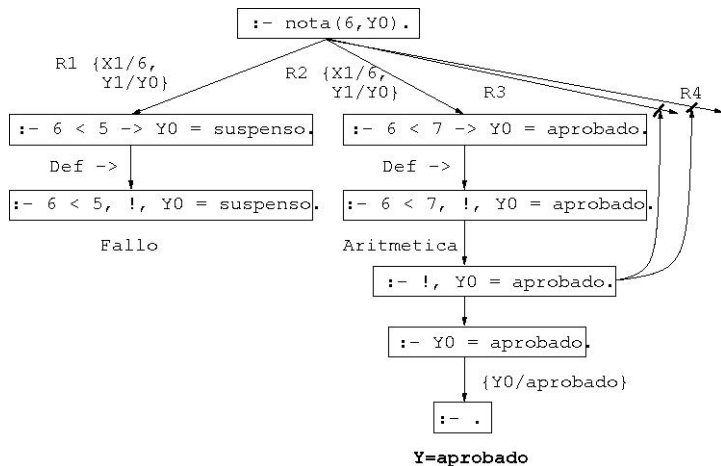 :- nota(6,Y0).
R1 {X1/6,
Y1/Y0}
R2 {X1/6,
Y1/Y0}
R3
R4
:- 6 < 5 -> Y0 = suspenso.
:- 6 < 7 -> Y0 = aprobado.
Def ->
Def ->
:- 6 < 5, !, Y0 = suspenso.
:- 6 < 7, !, Y0 = aprobado.
Fallo
Aritmetica
:- !, Y0 = aprobado.
:- Y0 = aprobado.
{Y0/aprobado}
:- .
Y=aprobado